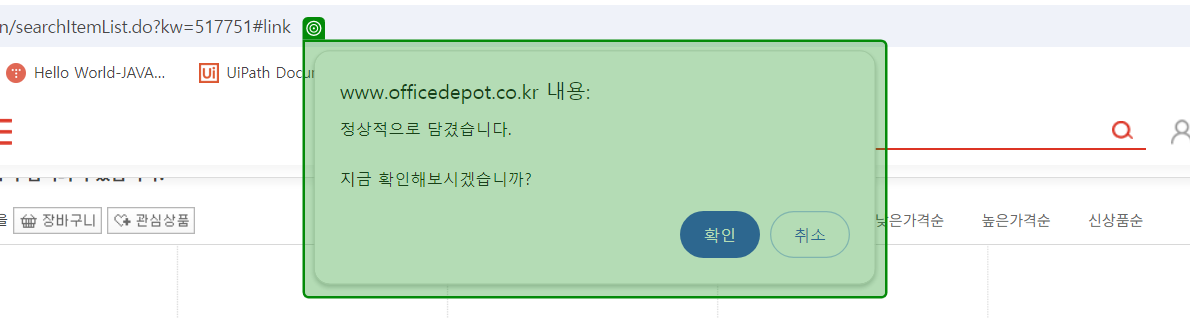 n/searchItemList.do?kw=517751#link
Hello World-JAVA...
Ui UiPath Docu
www.officedepot.co.kr 내용:
정상적으로 담겼습니다.
지금 확인해보시겠습니까?
을 장바구니 관심상품
확인 취소
낮은가격순 높은가격순 신상품순